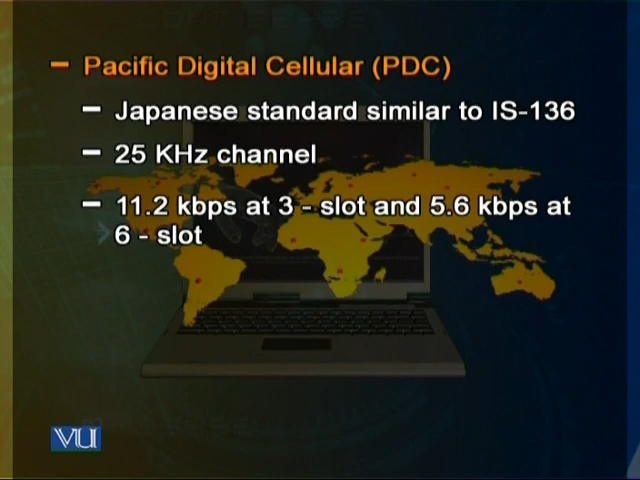 – Pacific Digital Cellular (PDC)
– Japanese standard similar to IS-136
– 25 KHz channel
– 11.2 kbps at 3 - slot and 5.6 kbps at
6 - slot
VU